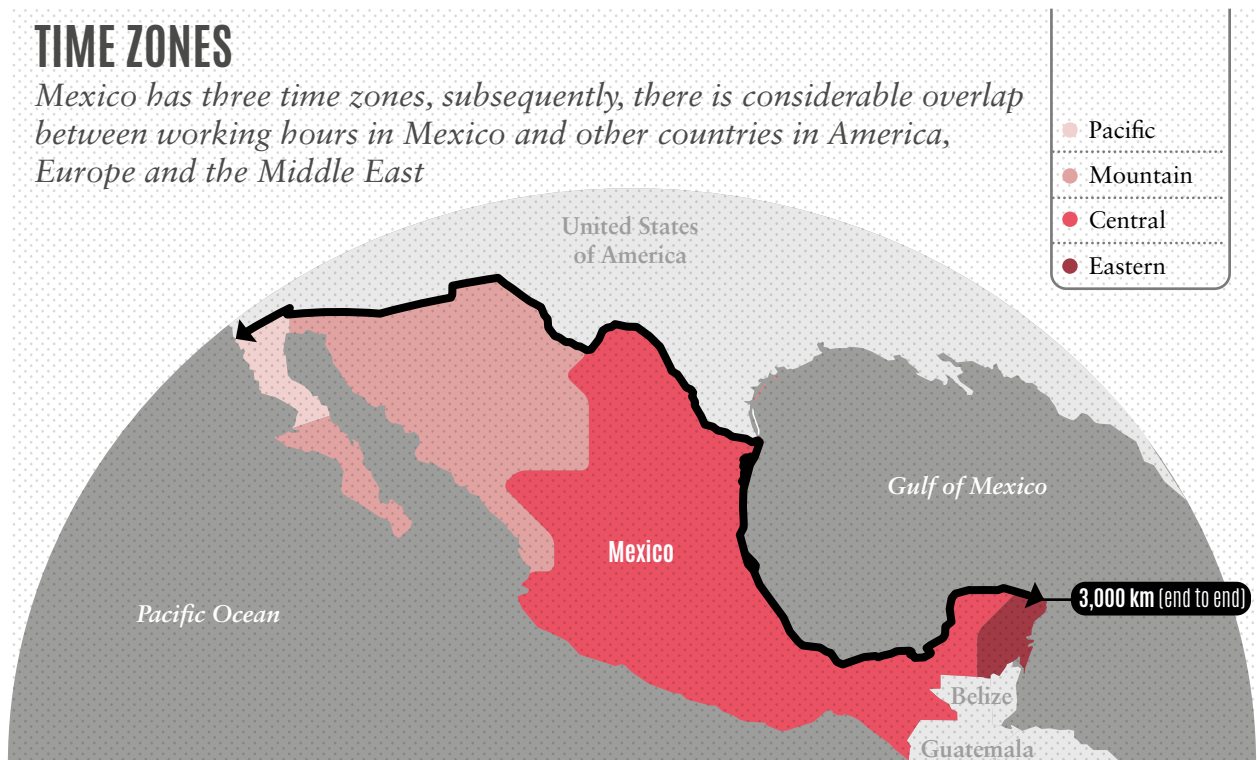 TIME ZONES
Mexico has three time zones, subsequently, there is considerable overlap
between working hours in Mexico and other countries in America,
Europe and the Middle East
Pacific
Mountain
Central
Eastern
United States
of America
Gulf of Mexico
Mexico
Pacific Ocean
3,000 km (end to end)
Belize
Guatemala